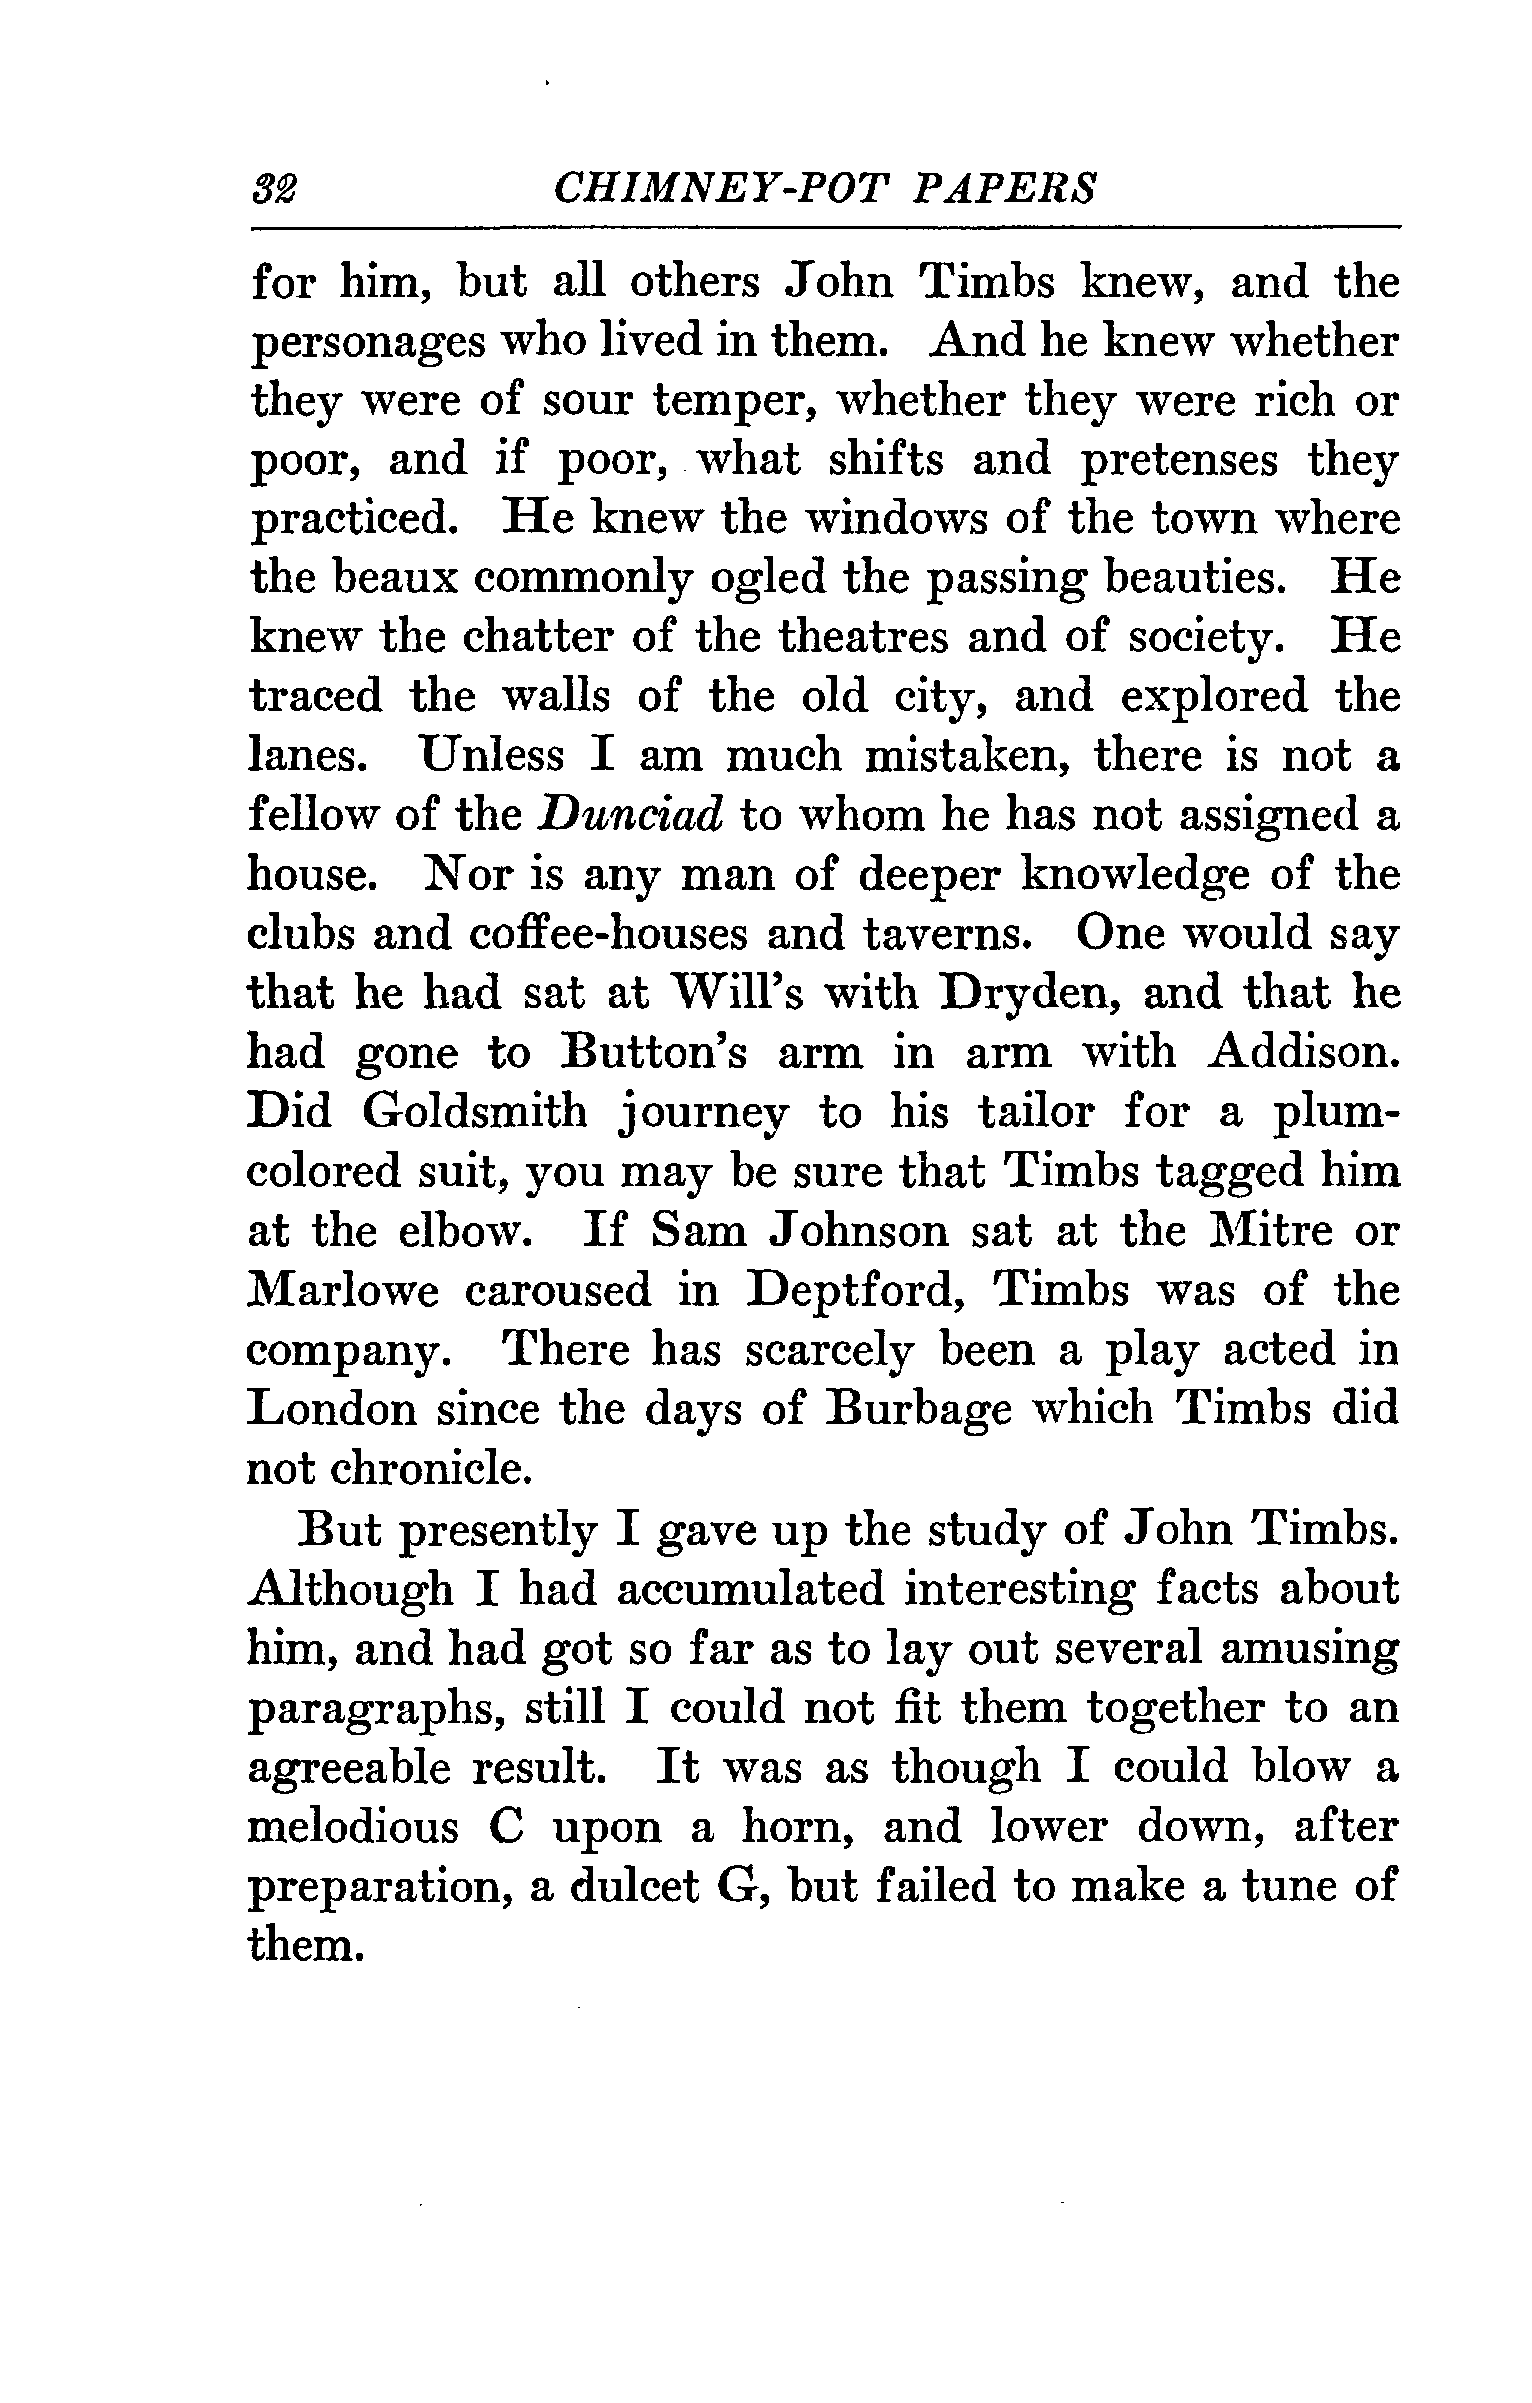 32 CHIMNEY-POT PAPERS
for him, but all others John Timbs knew, and the
personages who lived in them. And he knew whether
they were of sour temper, whether they were rich or
poor, and if poor, what shifts and pretenses they
practiced. He knew the windows of the town where
the beaux commonly ogled the passing beauties. He
knew the chatter of the theatres and of society. He
traced the walls of the old city, and explored the
lanes. Unless I am much mistaken, there is not a
fellow of the Dunciad to whom he has not assigned a
house. Nor is any man of deeper knowledge of the
clubs and coffee-houses and taverns. One would say
that he had sat at Will's with Dryden, and that he
had gone to Button's arm in arm with Addison.
Did Goldsmith journey to his tailor for a plum-
colored suit, you may be sure that Timbs tagged him
at the elbow. If Sam Johnson sat at the Mitre or
Marlowe caroused in Deptford, Timbs was of the
company. There has scarcely been a play acted in
London since the days of Burbage which Timbs did
not chronicle.
But presently I gave up the study of John Timbs.
Although I had accumulated interesting facts about
him, and had got so far as to lay out several amusing
paragraphs, still I could not fit them together to an
agreeable result. It was as though I could blow a
melodious C upon a horn, and lower down, after
preparation, a dulcet G, but failed to make a tune of
them.